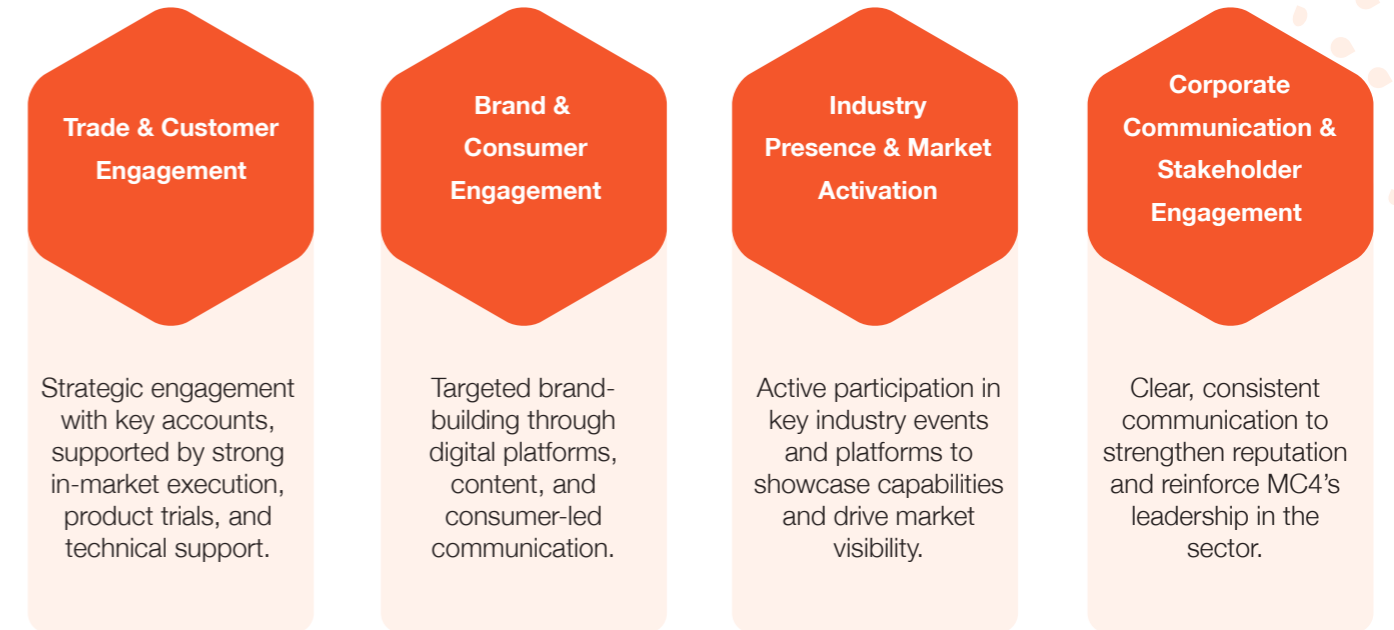 Trade & Customer
Engagement
Strategic engagement
with key accounts,
supported by strong
in-market execution,
product trials, and
technical support.
Brand &
Consumer
Engagement
Targeted brand-
building through
digital platforms,
content, and
consumer-led
communication.
Industry
Presence & Market
Activation
Active participation in
key industry events
and platforms to
showcase capabilities
and drive market
visibility.
Corporate
Communication &
Stakeholder
Engagement
Clear, consistent
communication to
strengthen reputation
and reinforce MC4’s
leadership in the
sector.